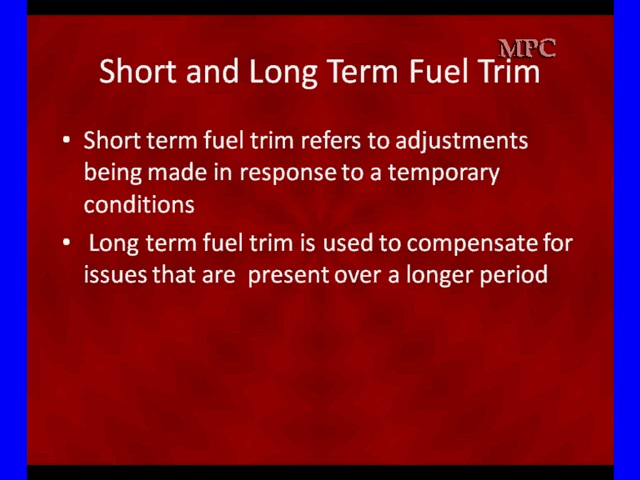 MPC
Short and Long Term Fuel Trim
• Short term fuel trim refers to adjustments
being made in response to a temporary
conditions
• Long term fuel trim is used to compensate for
issues that are present over a longer period